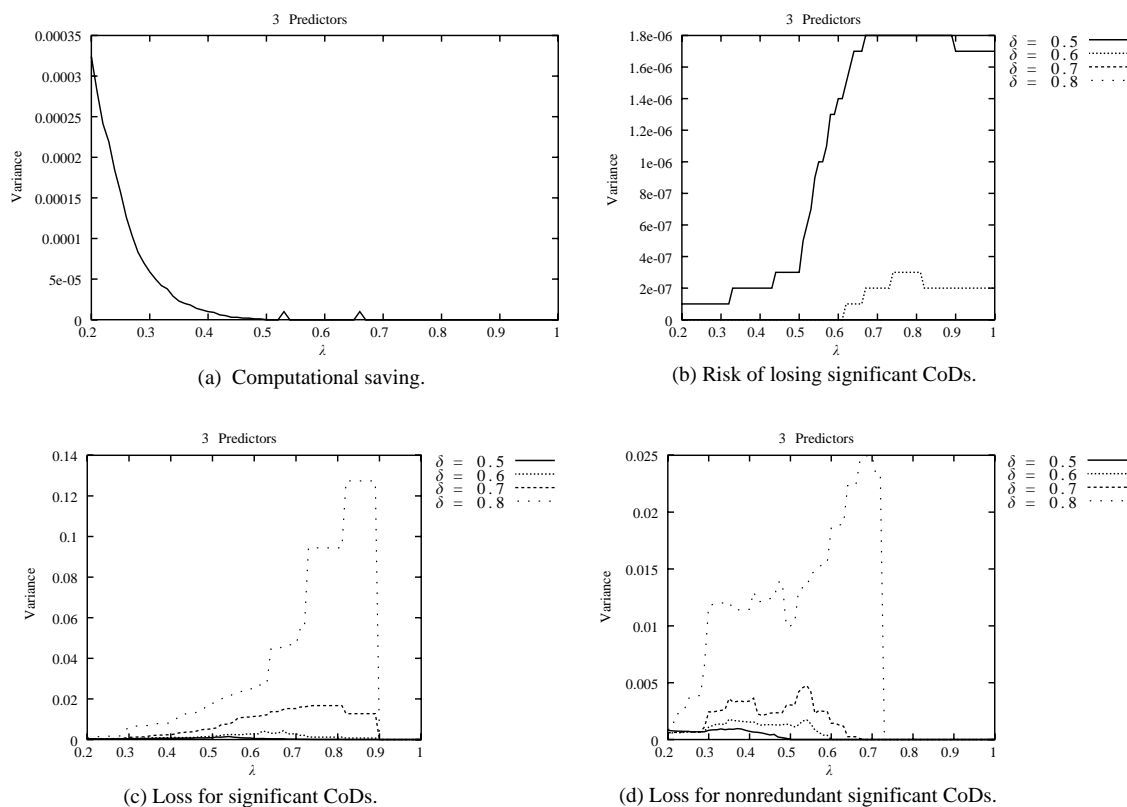 3 Predictors
0.00035
0.0003
0.00025
0.0002
0.00015
0.0001
5e-05
0
Variance
0.2 0.3 0.4 0.5 0.6 0.7 0.8 0.9 1
λ
(a) Computational saving.
3 Predictors
1.8e-06
1.6e-06
1.4e-06
1.2e-06
1e-06
8e-07
6e-07
4e-07
2e-07
0
Variance
0.2 0.3 0.4 0.5 0.6 0.7 0.8 0.9 1
λ
δ = 0.5
δ = 0.6
δ = 0.7
δ = 0.8
(b) Risk of losing significant CoDs.
3 Predictors
0.14
0.12
0.1
0.08
0.06
0.04
0.02
0
Variance
0.2 0.3 0.4 0.5 0.6 0.7 0.8 0.9 1
λ
δ = 0.5
δ = 0.6
δ = 0.7
δ = 0.8
(c) Loss for significant CoDs.
3 Predictors
0.025
0.02
0.015
0.01
0.005
0
Variance
0.2 0.3 0.4 0.5 0.6 0.7 0.8 0.9 1
λ
δ = 0.5
δ = 0.6
δ = 0.7
δ = 0.8
(d) Loss for nonredundant significant CoDs.